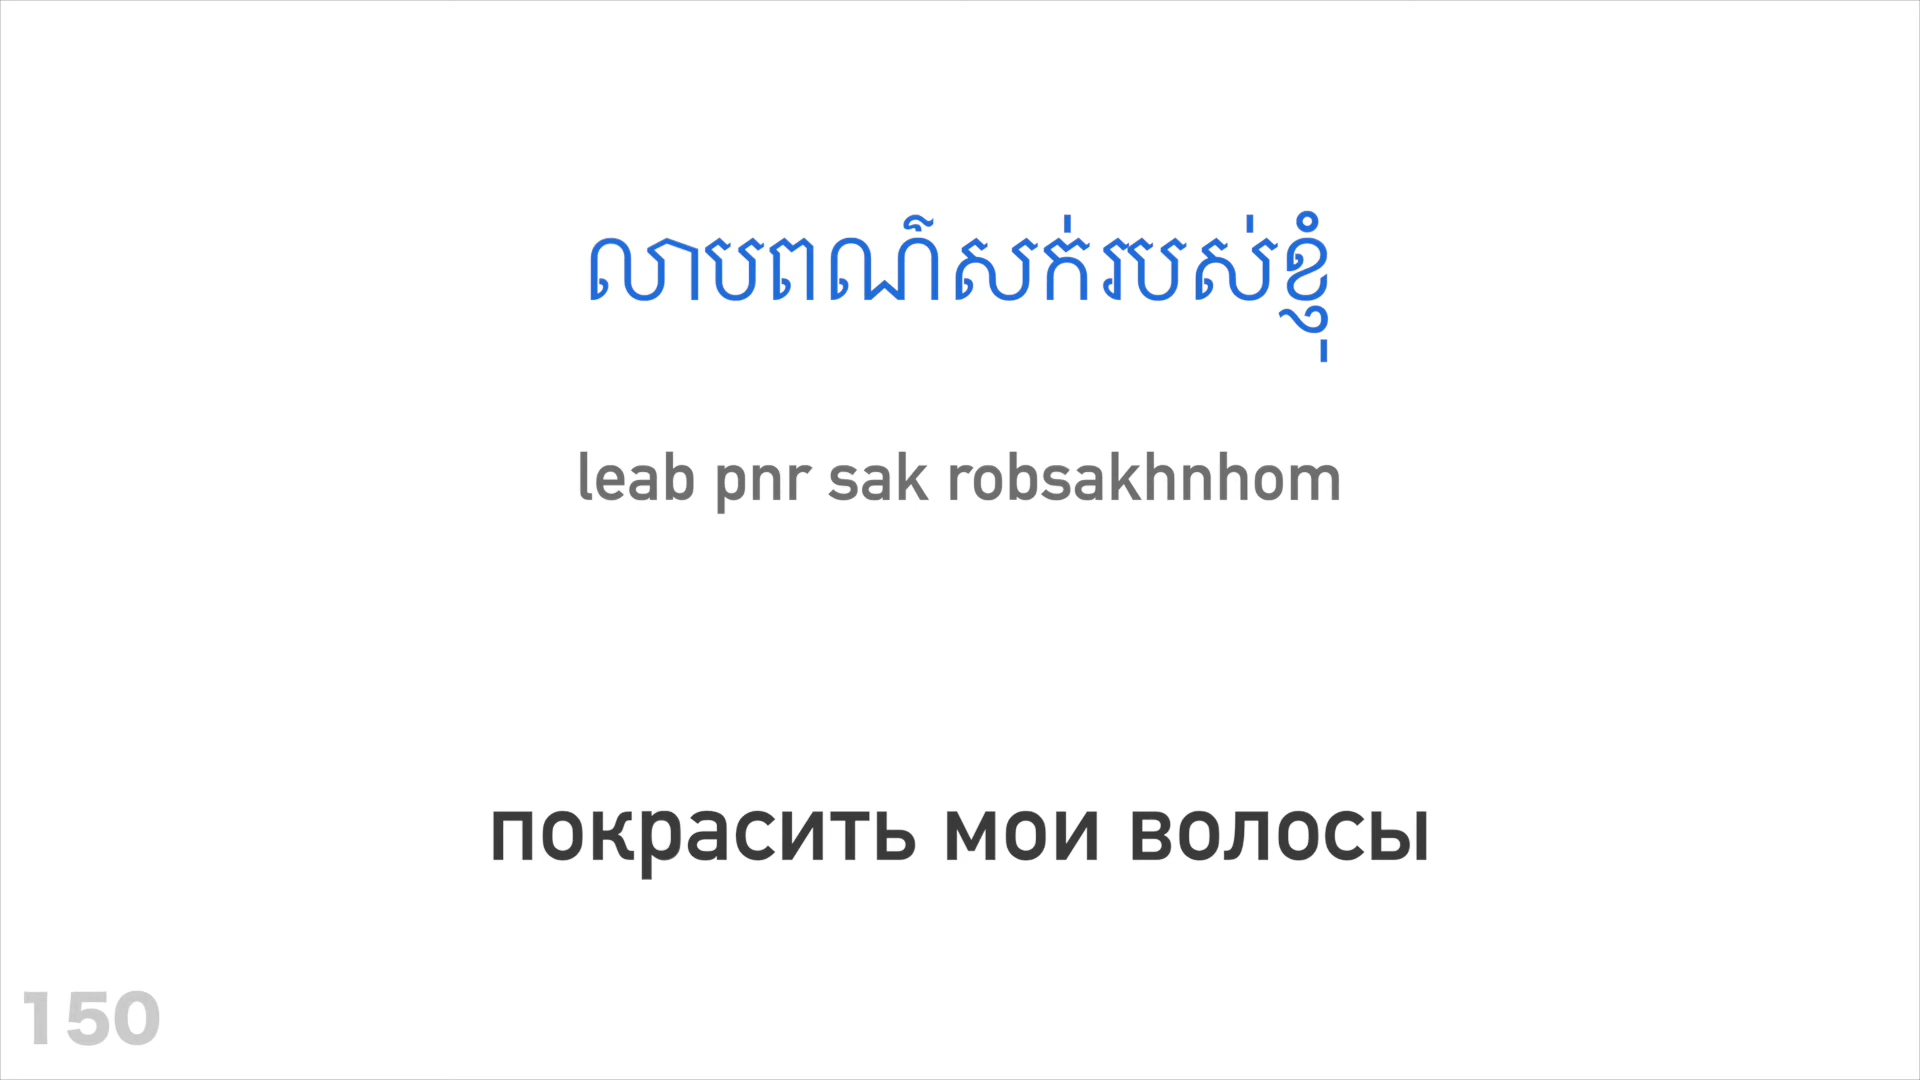 លាបពណ៌សក់របស់ខ្ញុំ
leab pnr sak robsakhnhom
покрасить мои волосы
150